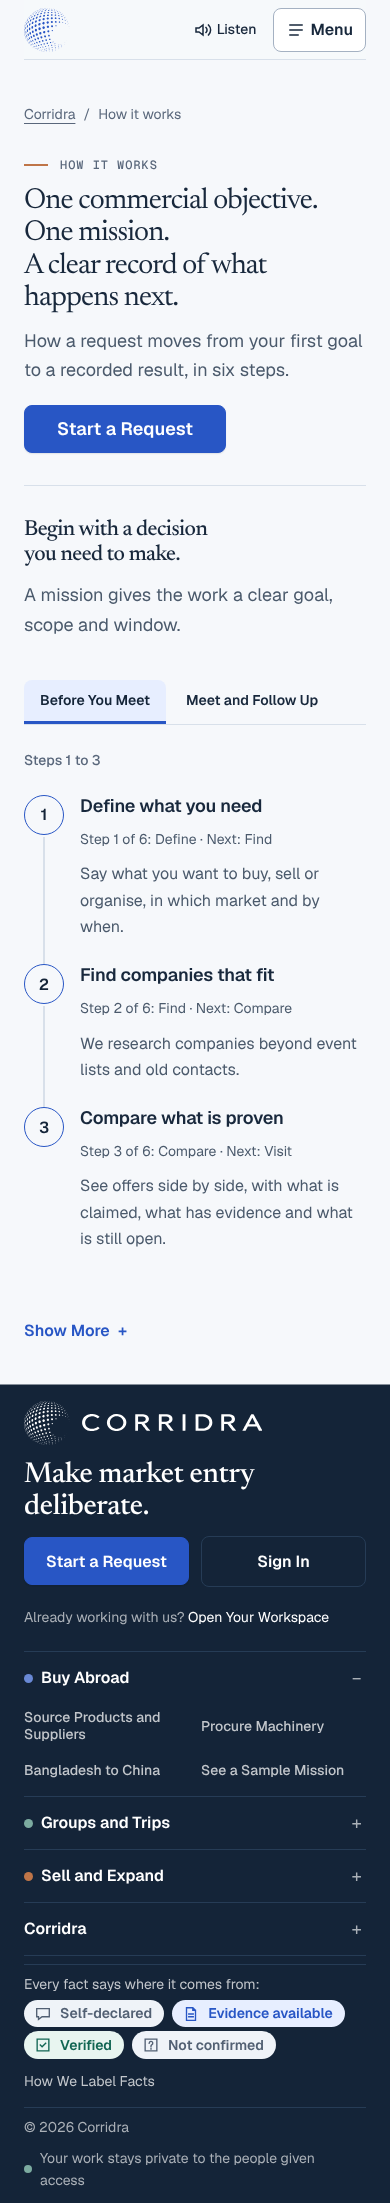 Listen
Menu
Corridra / How it works
HOW IT WORKS
One commercial objective.
One mission.
A clear record of what
happens next.
How a request moves from your first goal
to a recorded result, in six steps.
Start a Request
Begin with a decision
you need to make.
A mission gives the work a clear goal,
scope and window.
Before You Meet
Meet and Follow Up
Steps 1 to 3
1
Define what you need
Step 1 of 6: Define · Next: Find
Say what you want to buy, sell or
organise, in which market and by
when.
2
Find companies that fit
Step 2 of 6: Find · Next: Compare
We research companies beyond event
lists and old contacts.
3
Compare what is proven
Step 3 of 6: Compare · Next: Visit
See offers side by side, with what is
claimed, what has evidence and what
is still open.
Show More +
CORRIDRA
Make market entry
deliberate.
Start a Request
Sign In
Already working with us? Open Your Workspace
Buy Abroad −
Source Products and
Suppliers
Procure Machinery
Bangladesh to China
See a Sample Mission
Groups and Trips +
Sell and Expand +
Corridra +
Every fact says where it comes from:
Self-declared
Evidence available
Verified
Not confirmed
How We Label Facts
© 2026 Corridra
Your work stays private to the people given
access